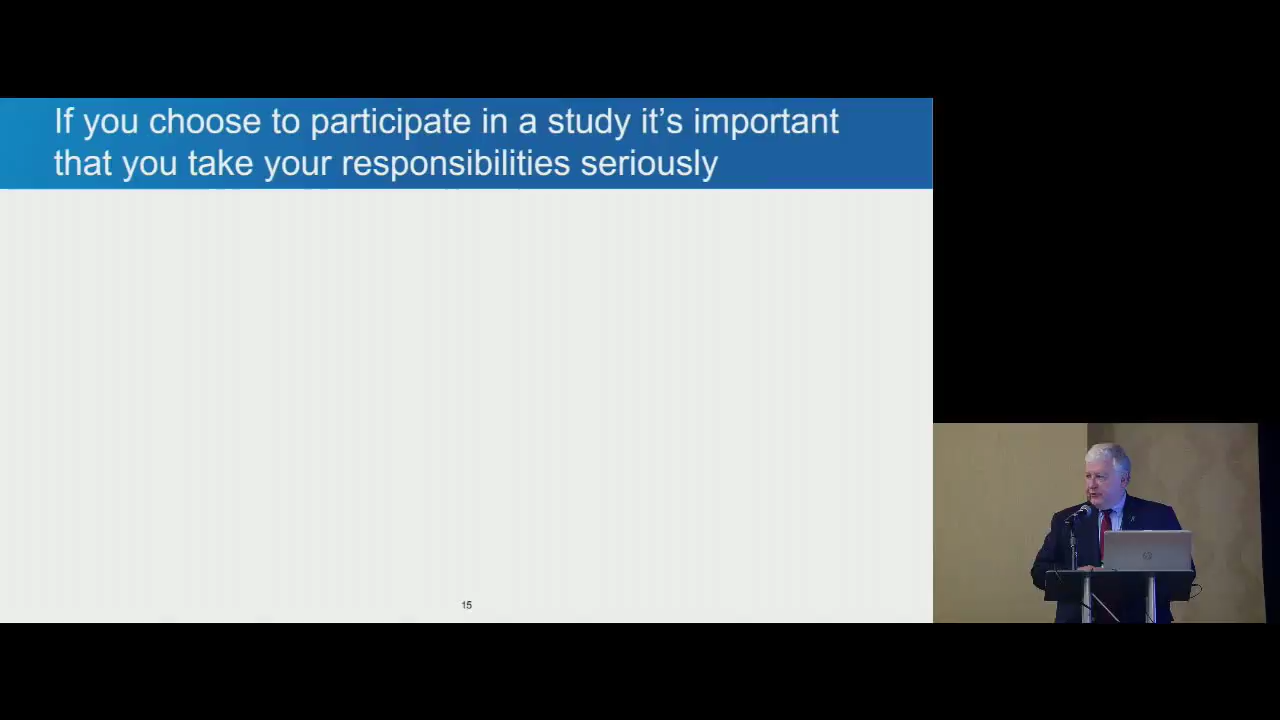 If you choose to participate in a study it's important
that you take your responsibilities seriously
15